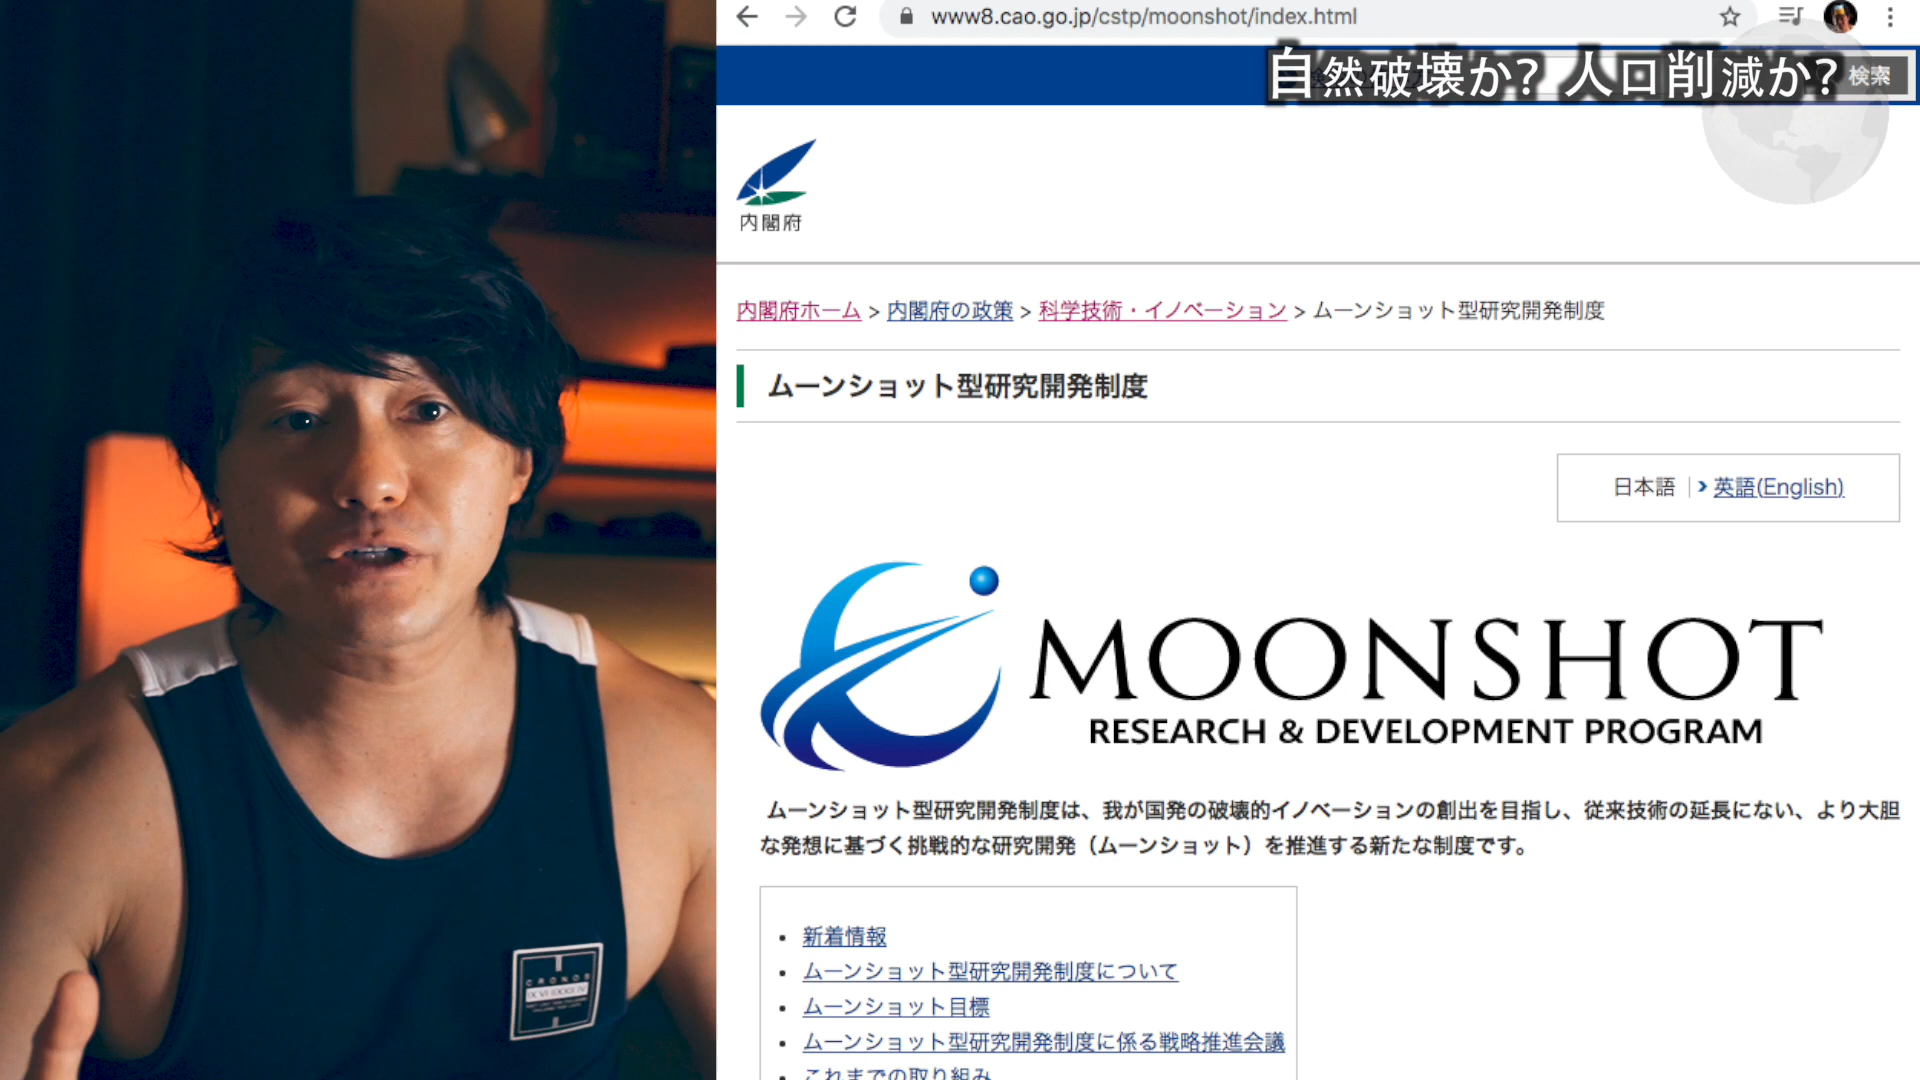 www8.cao.go.jp/cstp/moonshot/index.html
自然破壊か? 人口削減か?
検索
内閣府
内閣府ホーム > 内閣府の政策 > 科学技術・イノベーション > ムーンショット型研究開発制度
ムーンショット型研究開発制度
日本語 | 英語(English)
MOONSHOT
RESEARCH & DEVELOPMENT PROGRAM
ムーンショット型研究開発制度は、我が国発の破壊的イノベーションの創出を目指し、従来技術の延長にない、より大胆
な発想に基づく挑戦的な研究開発（ムーンショット）を推進する新たな制度です。
新着情報
ムーンショット型研究開発制度について
ムーンショット目標
ムーンショット型研究開発制度に係る戦略推進会議
これまでの取り組み
CRONOS